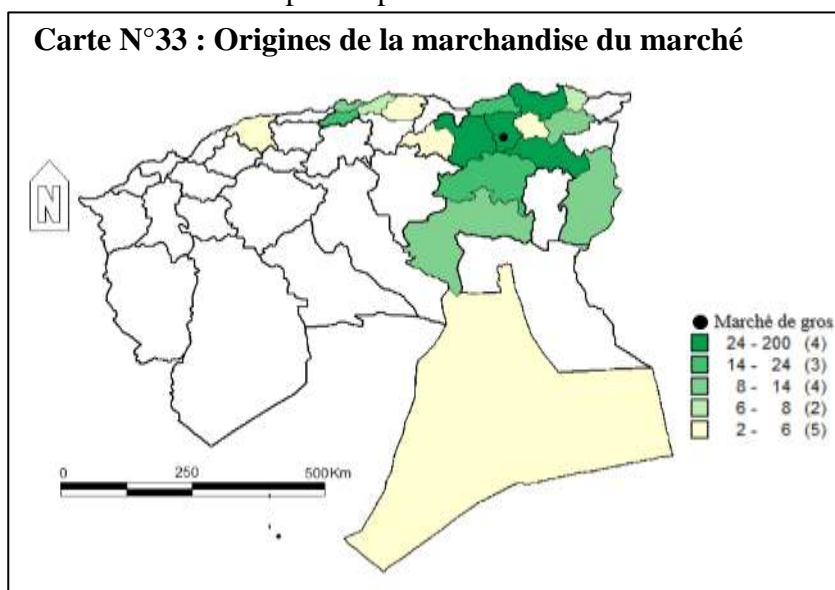 Carte N°33 : Origines de la marchandise du marché
N
Marché de gros
24 - 200 (4)
14 - 24 (3)
8 - 14 (4)
6 - 8 (2)
2 - 6 (5)
0 250 500Km